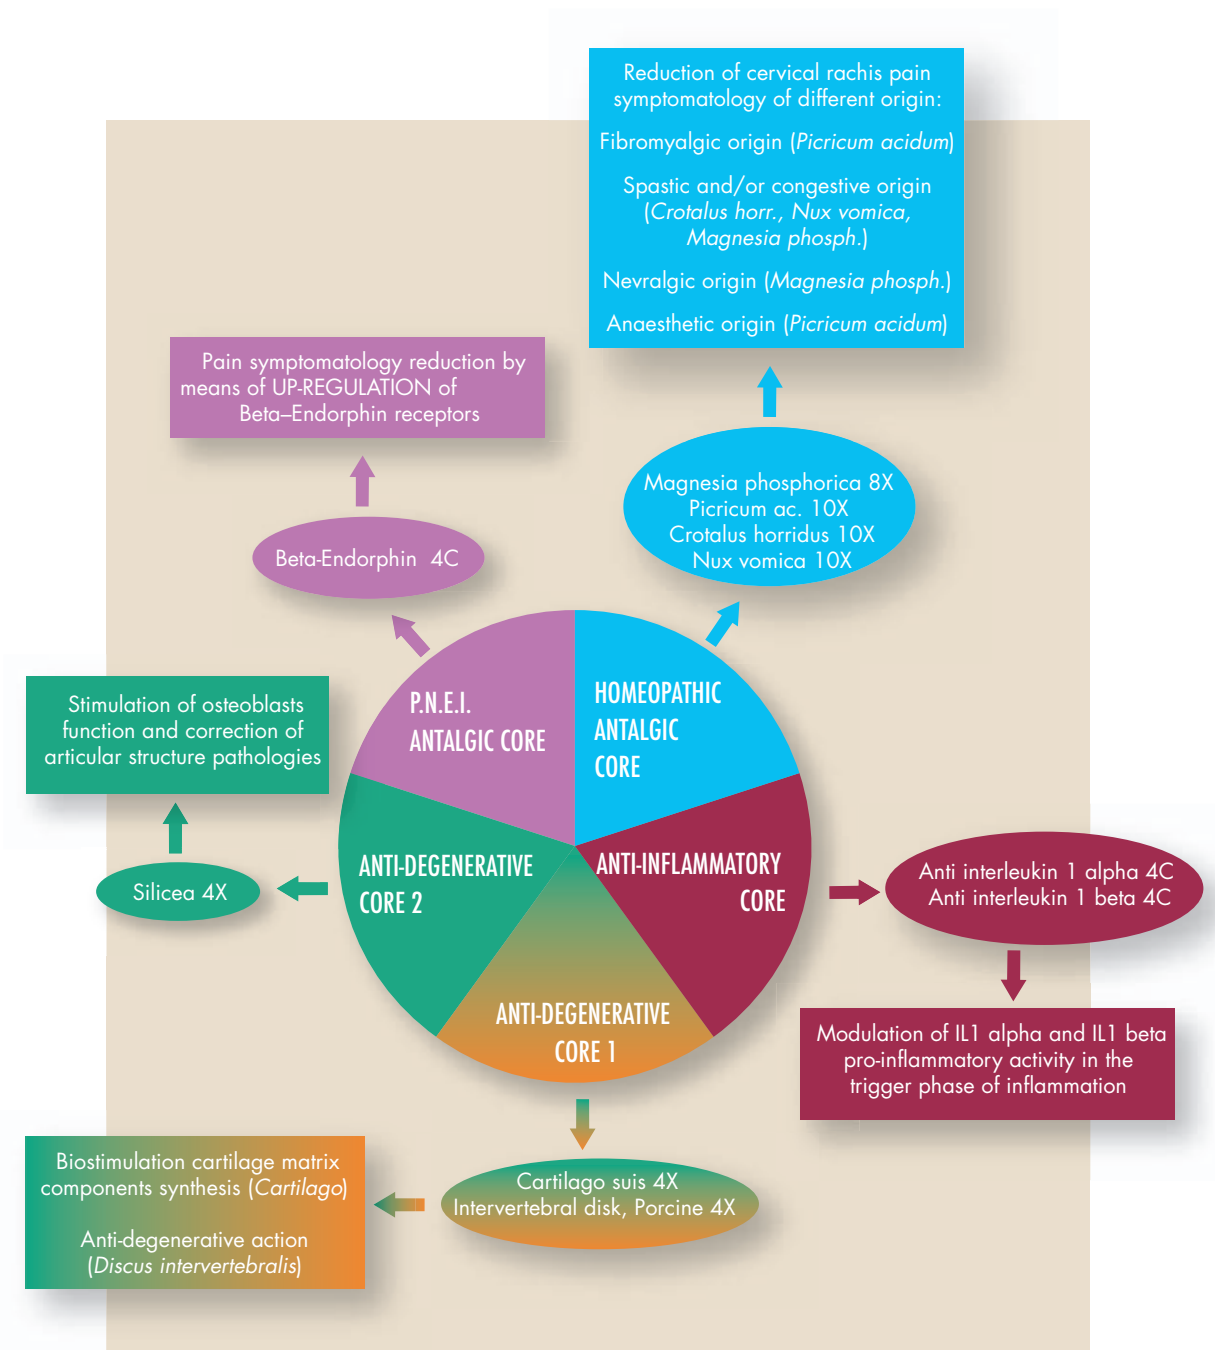 Reduction of cervical rachis pain
symptomatology of different origin:
Fibromyalgic origin (Picricum acidum)
Spastic and/or congestive origin
(Crotalus horr., Nux vomica,
Magnesia phosph.)
Nevralgic origin (Magnesia phosph.)
Anaesthetic origin (Picricum acidum)
Pain symptomatology reduction by
means of UP-REGULATION of
Beta–Endorphin receptors
Magnesia phosphorica 8X
Picricum ac. 10X
Crotalus horridus 10X
Nux vomica 10X
Beta-Endorphin 4C
P.N.E.I.
ANTALGIC CORE
HOMEOPATHIC
ANTALGIC
CORE
Stimulation of osteoblasts
function and correction of
articular structure pathologies
Silicea 4X
ANTI-DEGENERATIVE
CORE 2
ANTI-INFLAMMATORY
CORE
Anti interleukin 1 alpha 4C
Anti interleukin 1 beta 4C
ANTI-DEGENERATIVE
CORE 1
Modulation of IL1 alpha and IL1 beta
pro-inflammatory activity in the
trigger phase of inflammation
Biostimulation cartilage matrix
components synthesis (Cartilago)
Anti-degenerative action
(Discus intervertebralis)
Cartilago suis 4X
Intervertebral disk, Porcine 4X